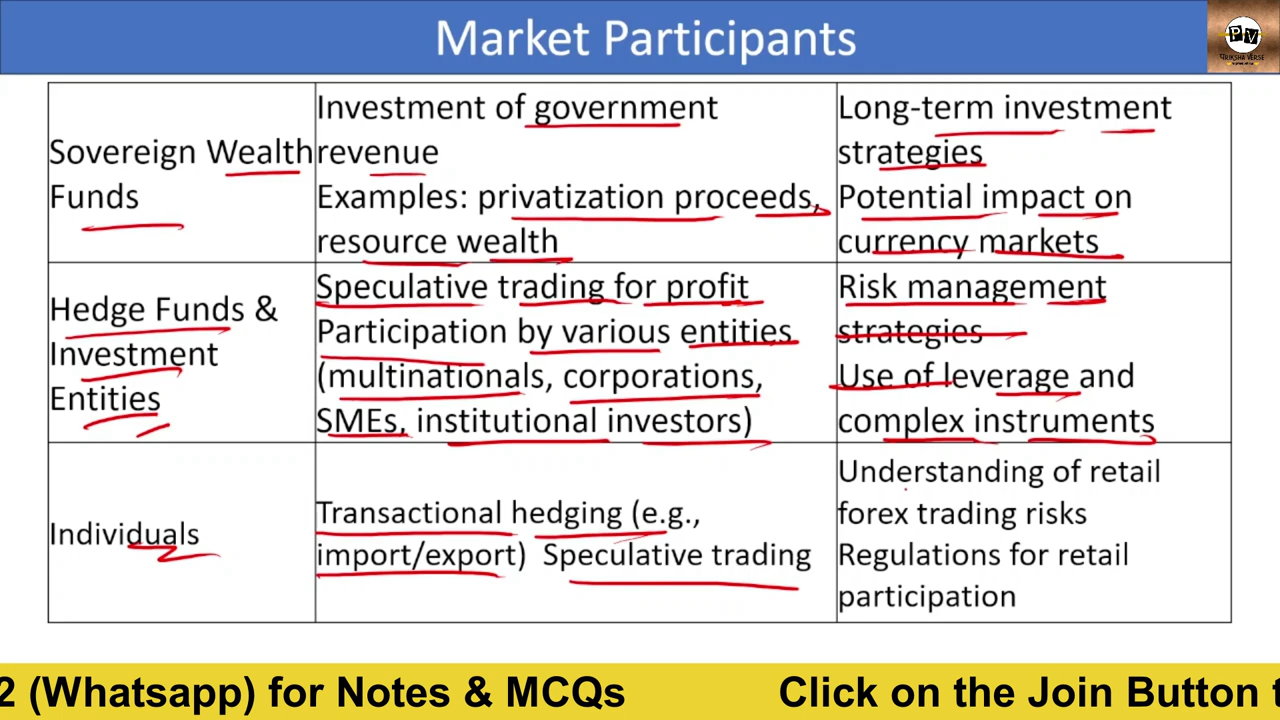 Market Participants
PV
परीक्षा VERSE
Sovereign Wealth
Funds
Investment of government
revenue
Examples: privatization proceeds,
resource wealth
Long-term investment
strategies
Potential impact on
currency markets
Hedge Funds &
Investment
Entities
Speculative trading for profit
Participation by various entities
(multinationals, corporations,
SMEs, institutional investors)
Risk management
strategies
Use of leverage and
complex instruments
Individuals
Transactional hedging (e.g.,
import/export) Speculative trading
Understanding of retail
forex trading risks
Regulations for retail
participation
2 (Whatsapp) for Notes & MCQs Click on the Join Button t